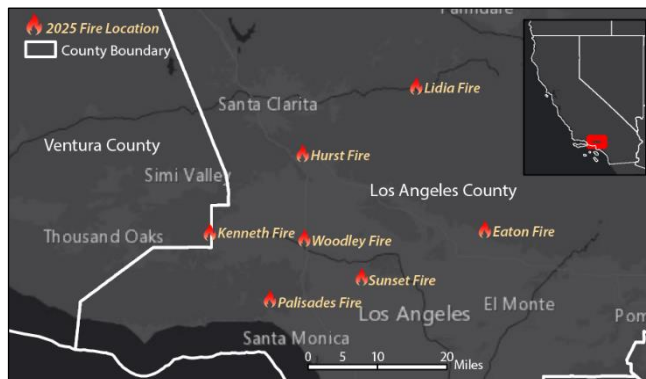 Palmdale
2025 Fire Location
County Boundary
Lidia Fire
Santa Clarita
Ventura County
Hurst Fire
Simi Valley
Los Angeles County
Kenneth Fire
Eaton Fire
Thousand Oaks
Woodley Fire
Sunset Fire
Palisades Fire
El Monte
Los Angeles
Pom
Santa Monica
0 5 10 20
Miles